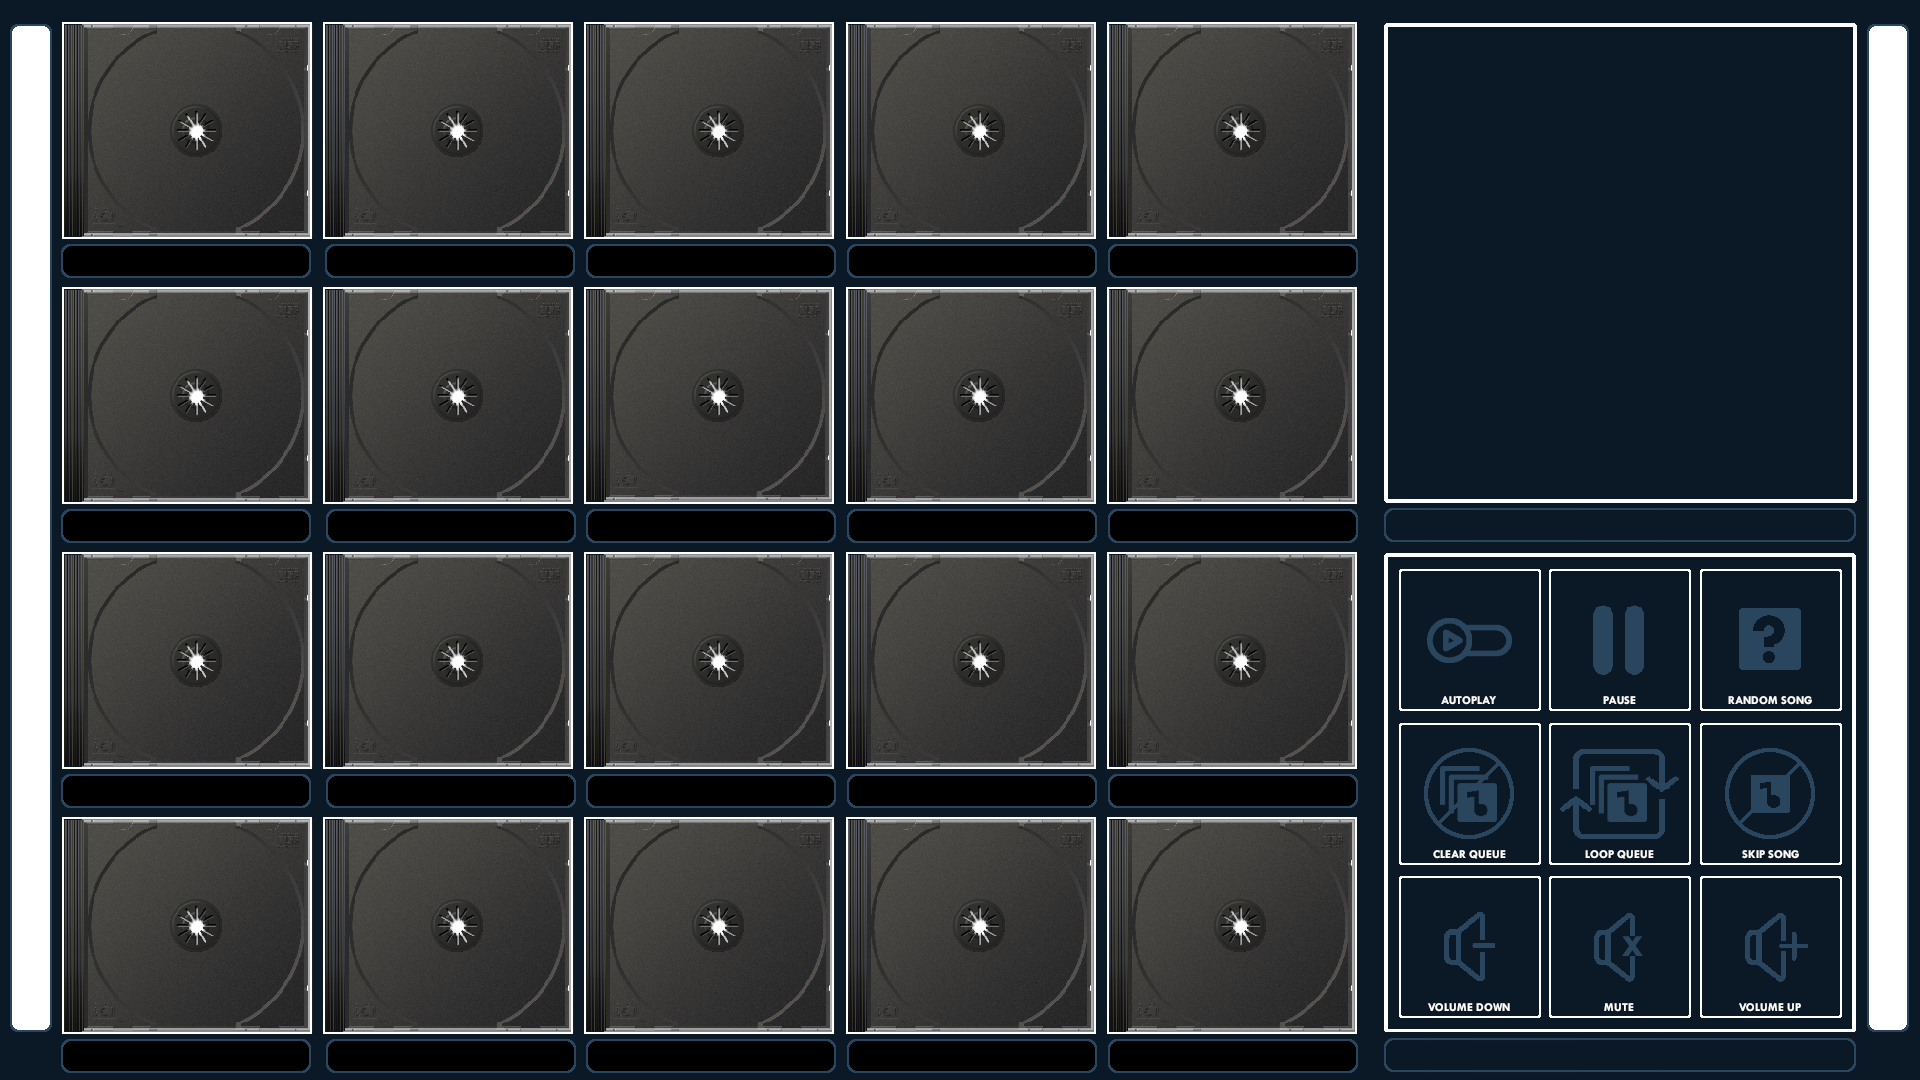 AUTOPLAY
PAUSE
RANDOM SONG
CLEAR QUEUE
LOOP QUEUE
SKIP SONG
VOLUME DOWN
MUTE
VOLUME UP